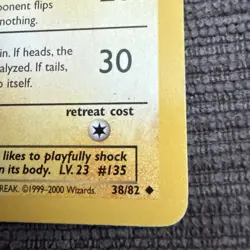 ponent flips
20
nothing.
in. If heads, the
alyzed. If tails,
o itself.
30
retreat cost
likes to playfully shock
n its body. LV. 23 #135
REAK. ©1999-2000 Wizards. 38/82